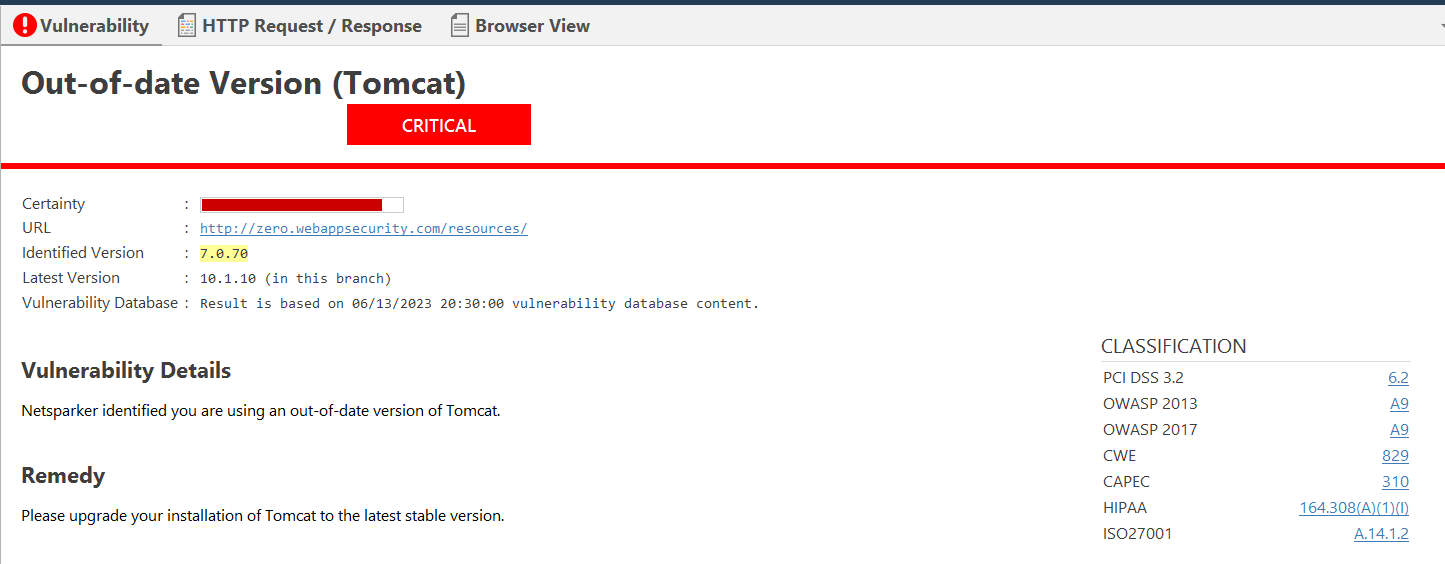 Vulnerability HTTP Request / Response Browser View
Out-of-date Version (Tomcat)
CRITICAL
Certainty :
URL : http://zero.webappsecurity.com/resources/
Identified Version : 7.0.70
Latest Version : 10.1.10 (in this branch)
Vulnerability Database : Result is based on 06/13/2023 20:30:00 vulnerability database content.
Vulnerability Details
Netsparker identified you are using an out-of-date version of Tomcat.
Remedy
Please upgrade your installation of Tomcat to the latest stable version.
CLASSIFICATION
PCI DSS 3.2 6.2
OWASP 2013 A9
OWASP 2017 A9
CWE 829
CAPEC 310
HIPAA 164.308(A)(1)(I)
ISO27001 A.14.1.2